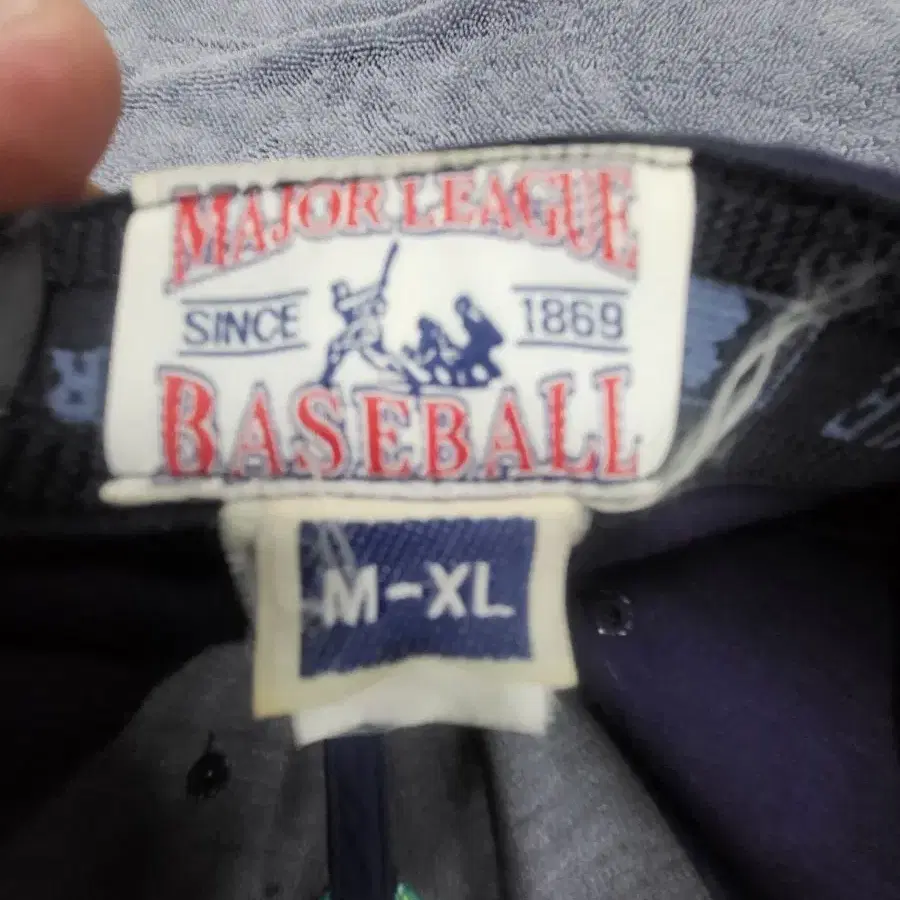 MAJOR LEAGUE
SINCE 1869
BASEBALL
M-XL